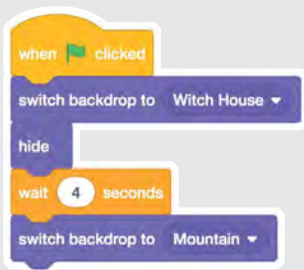 when clicked
switch backdrop to Witch House
hide
wait 4 seconds
switch backdrop to Mountain